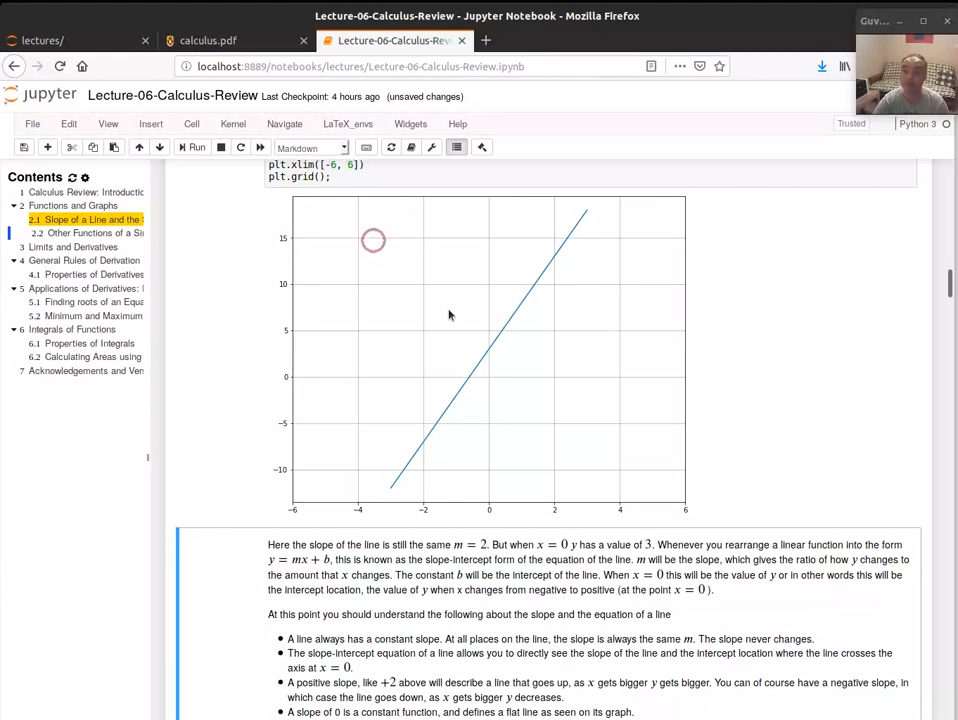 Lecture-06-Calculus-Review - Jupyter Notebook - Mozilla Firefox
Guv...
lectures/
calculus.pdf
Lecture-06-Calculus-Revi
localhost:8889/notebooks/lectures/Lecture-06-Calculus-Review.ipynb
jupyter Lecture-06-Calculus-Review Last Checkpoint: 4 hours ago (unsaved changes)
File Edit View Insert Cell Kernel Navigate LaTeX_envs Widgets Help
Trusted Python 3
Run Markdown
Contents
1 Calculus Review: Introductic
2 Functions and Graphs
2.1 Slope of a Line and the
2.2 Other Functions of a Si
3 Limits and Derivatives
4 General Rules of Derivation
4.1 Properties of Derivatives
5 Applications of Derivatives: I
5.1 Finding roots of an Equa
5.2 Minimum and Maximum
6 Integrals of Functions
6.1 Properties of Integrals
6.2 Calculating Areas using
7 Acknowledgements and Vers
plt.xlim([-6, 6])
plt.grid();
15
10
5
0
−5
−10
−6 −4 −2 0 2 4 6
Here the slope of the line is still the same m = 2. But when x = 0 y has a value of 3. Whenever you rearrange a linear function into the form
y = mx + b, this is known as the slope-intercept form of the equation of the line. m will be the slope, which gives the ratio of how y changes to
the amount that x changes. The constant b will be the intercept of the line. When x = 0 this will be the value of y or in other words this will be
the intercept location, the value of y when x changes from negative to positive (at the point x = 0 ).
At this point you should understand the following about the slope and the equation of a line
● A line always has a constant slope. At all places on the line, the slope is always the same m. The slope never changes.
● The slope-intercept equation of a line allows you to directly see the slope of the line and the intercept location where the line crosses the
axis at x = 0.
● A positive slope, like +2 above will describe a line that goes up, as x gets bigger y gets bigger. You can of course have a negative slope, in
which case the line goes down, as x gets bigger y decreases.
● A slope of 0 is a constant function, and defines a flat line as seen on its graph.